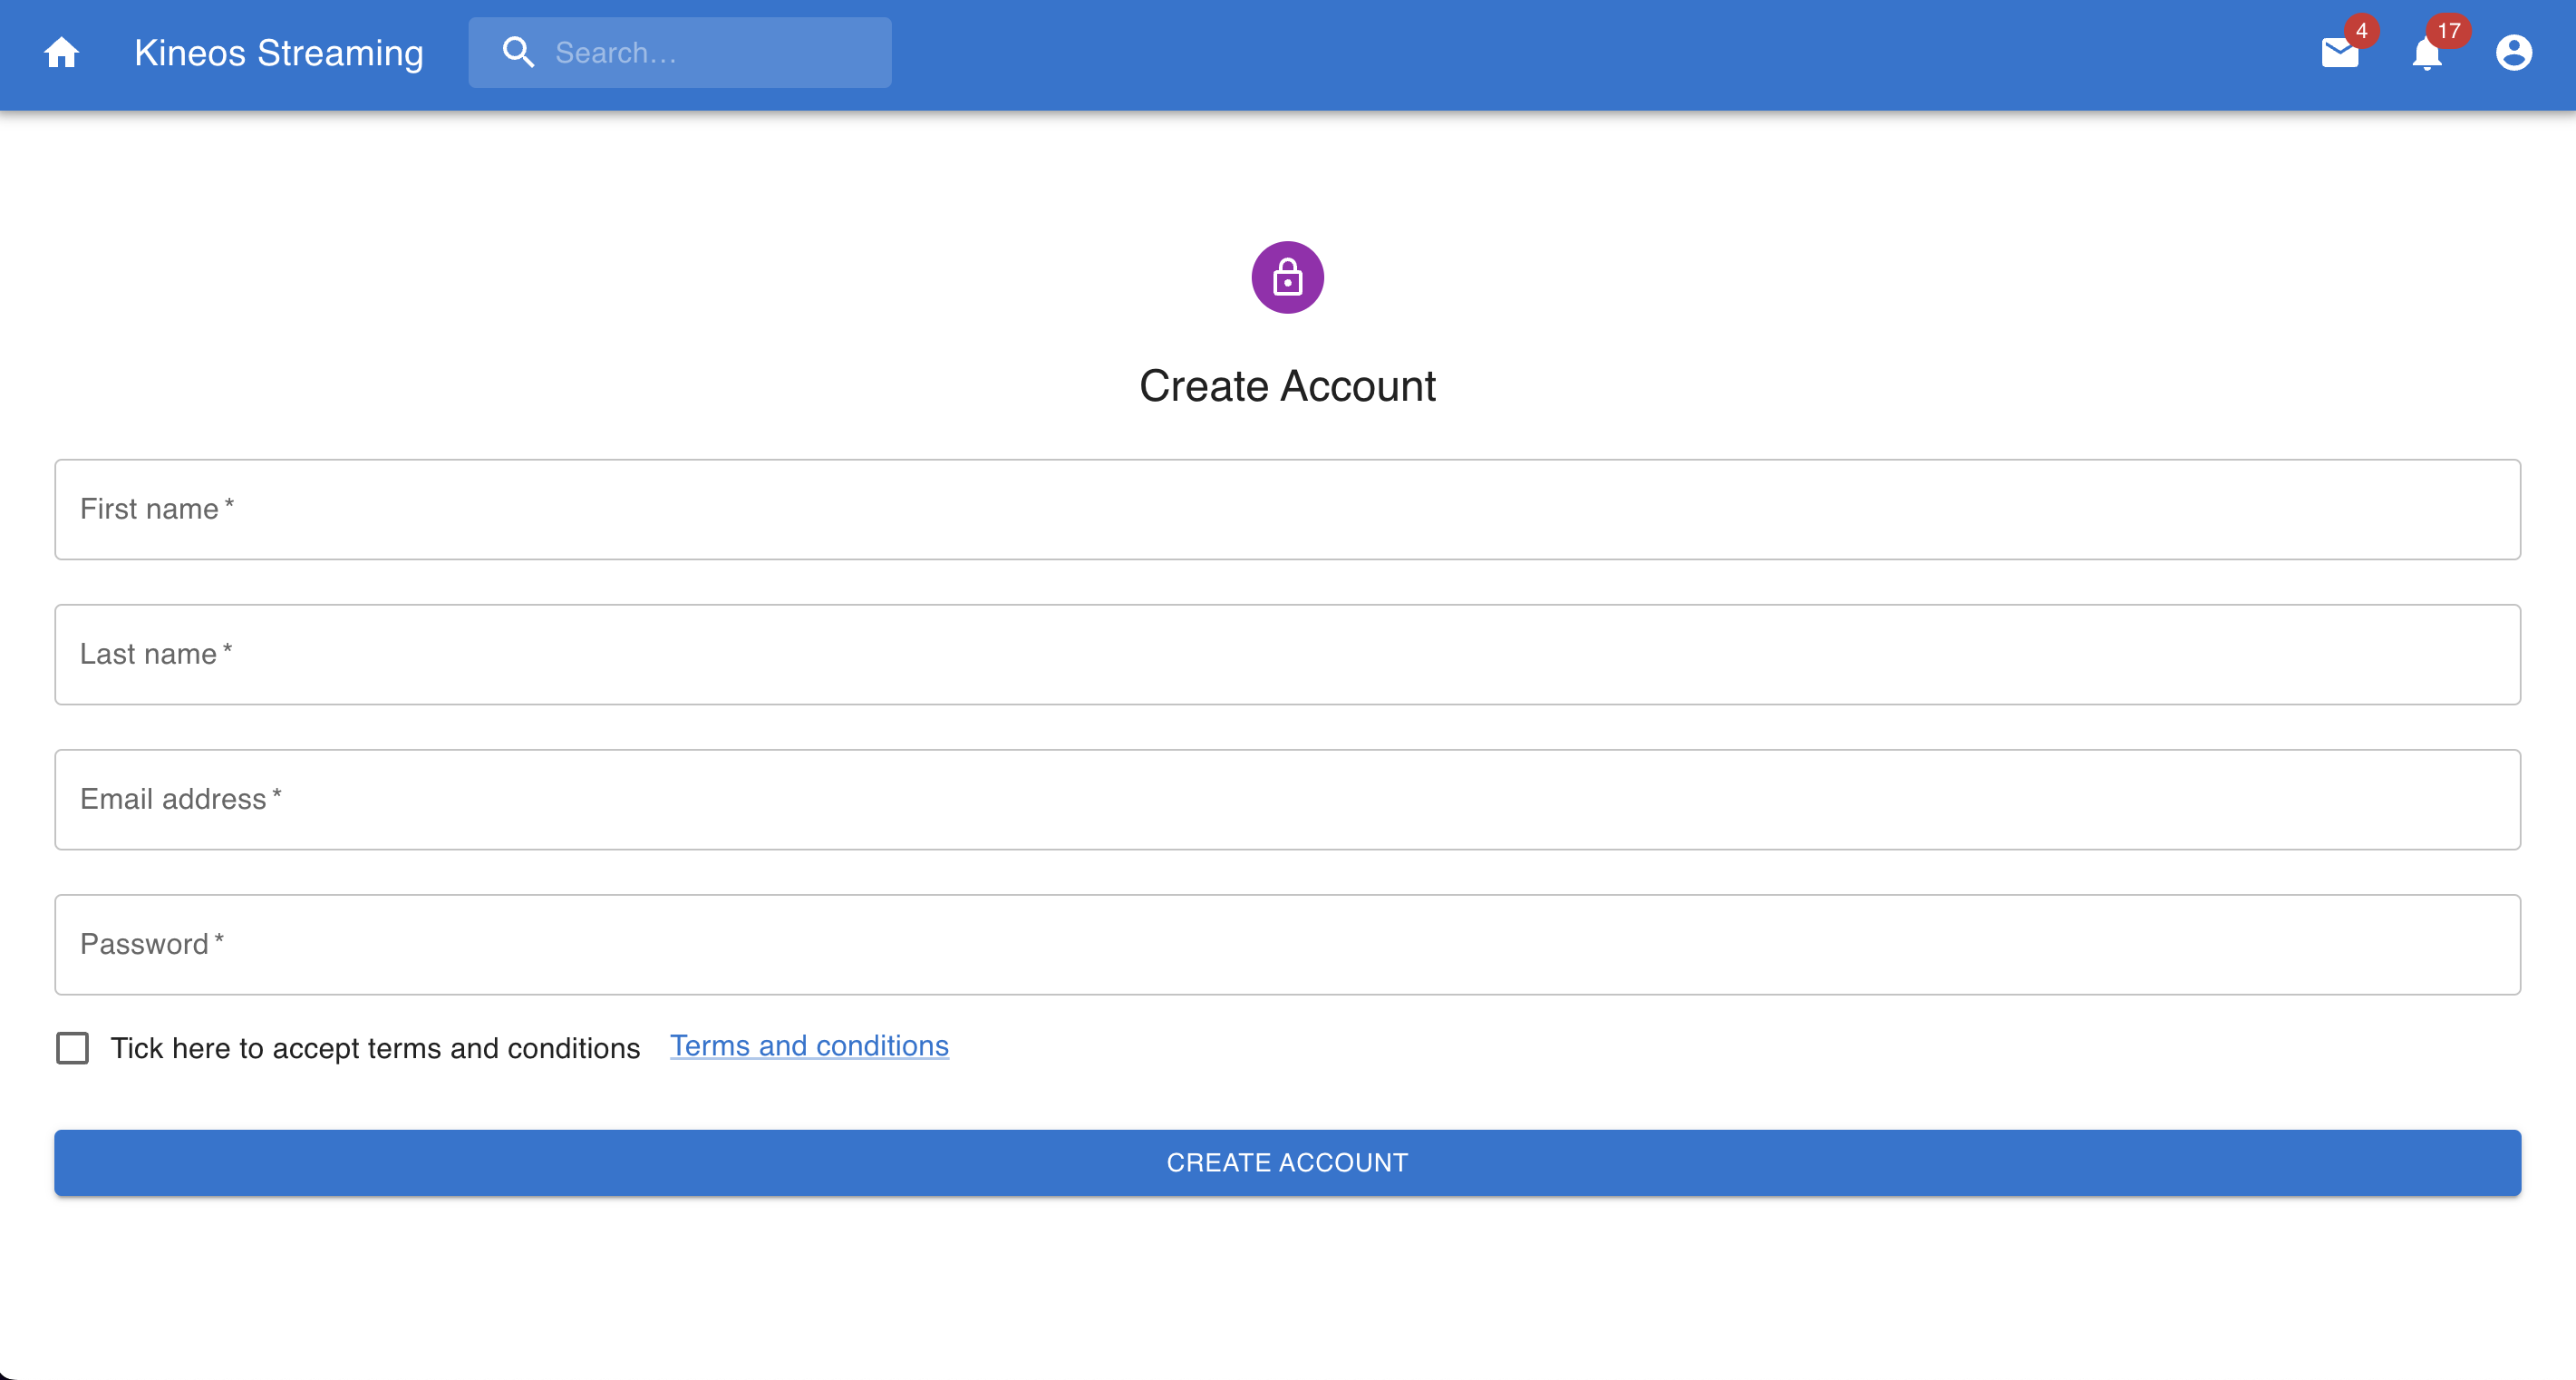 Kineos Streaming
Search…
4
17
Create Account
First name *
Last name *
Email address *
Password *
Tick here to accept terms and conditions Terms and conditions
CREATE ACCOUNT